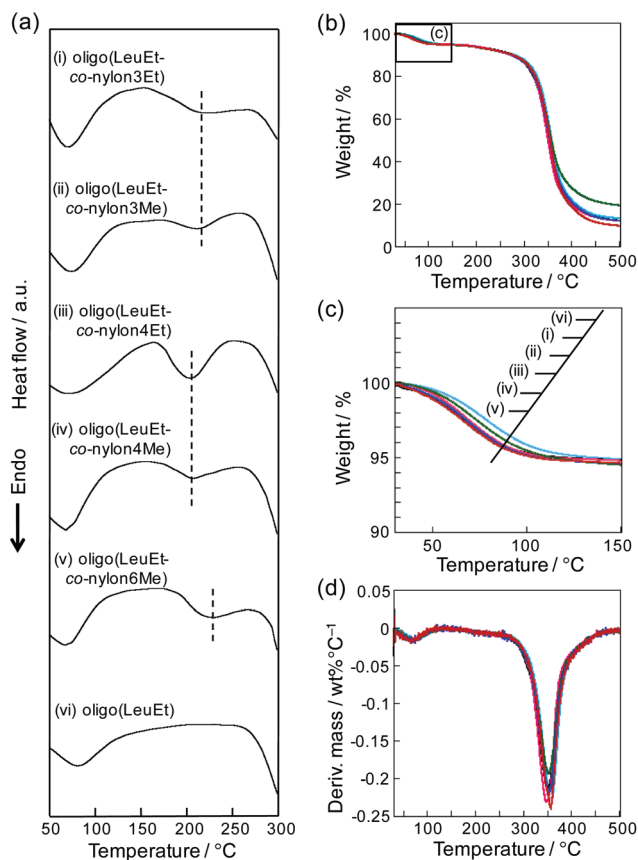 (a)
(i) oligo(LeuEt-
co-nylon3Et)
(ii) oligo(LeuEt-
co-nylon3Me)
(iii) oligo(LeuEt-
co-nylon4Et)
(iv) oligo(LeuEt-
co-nylon4Me)
(v) oligo(LeuEt-
co-nylon6Me)
(vi) oligo(LeuEt)
Heat flow / a.u.
Endo
50 100 150 200 250 300
Temperature / °C
(b)
(c)
100
80
60
40
20
0
Weight / %
100 200 300 400 500
Temperature / °C
(c)
(vi)
(i)
(ii)
(iii)
(iv)
(v)
100
95
90
Weight / %
50 100 150
Temperature / °C
(d)
0.05
0
-0.05
-0.1
-0.15
-0.2
-0.25
Deriv. mass / wt%°C⁻¹
100 200 300 400 500
Temperature / °C